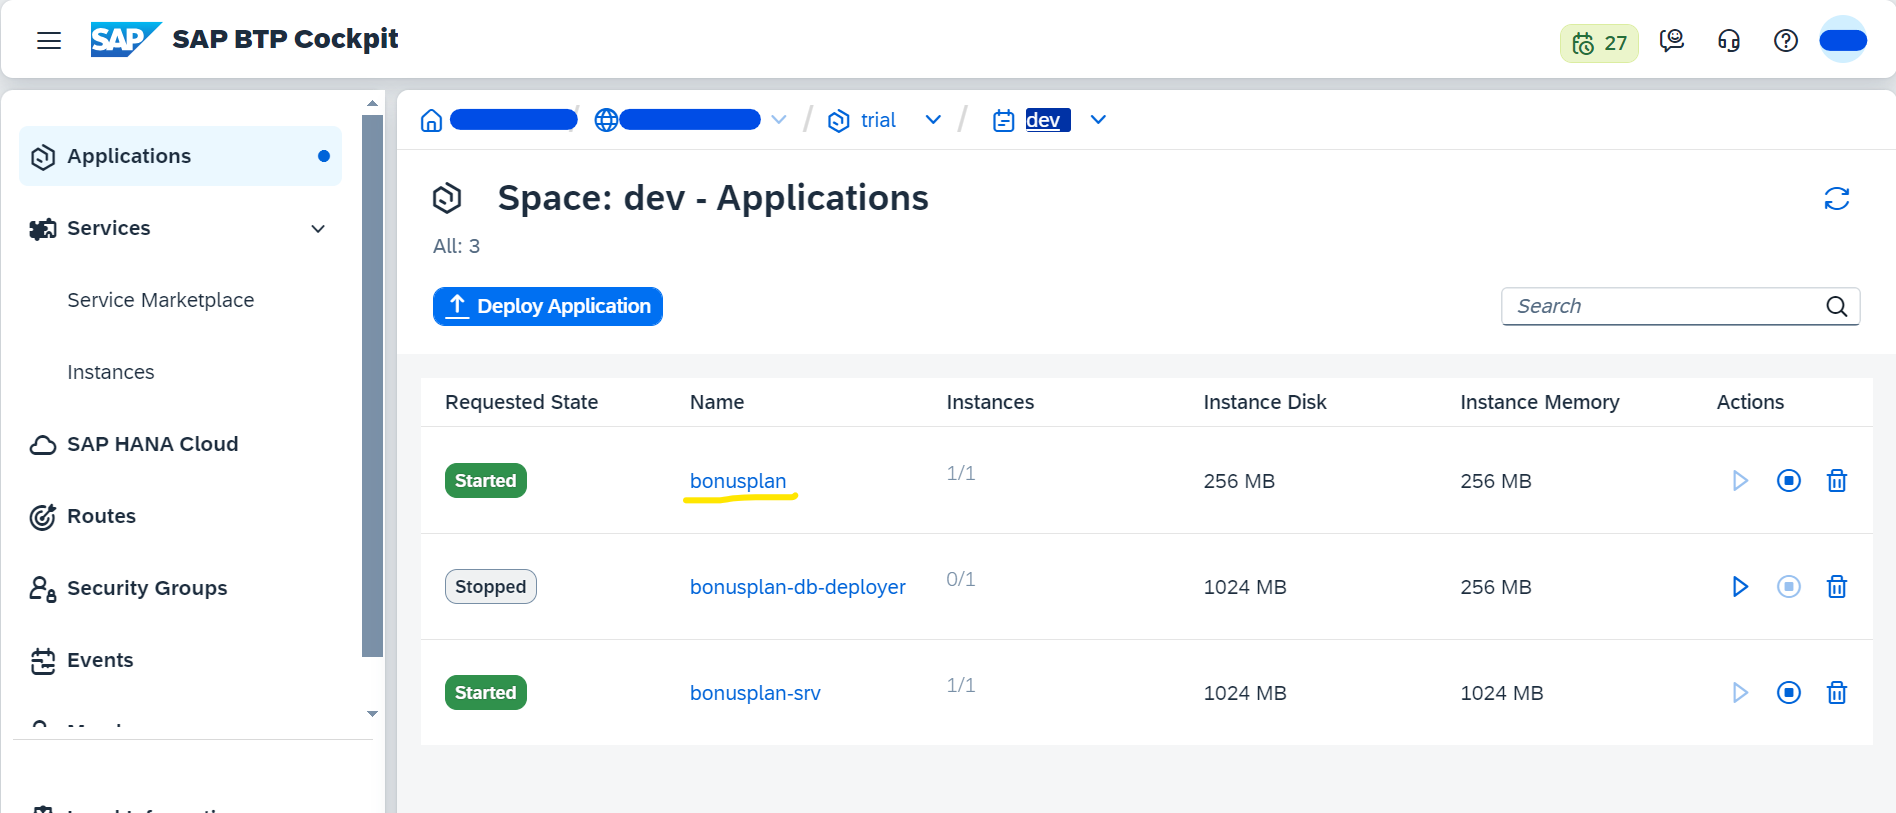 SAP SAP BTP Cockpit
27
Applications
Services
Service Marketplace
Instances
SAP HANA Cloud
Routes
Security Groups
Events
/ / trial / dev
Space: dev - Applications
All: 3
Deploy Application
Search
Requested State Name Instances Instance Disk Instance Memory Actions
Started bonusplan 1/1 256 MB 256 MB
Stopped bonusplan-db-deployer 0/1 1024 MB 256 MB
Started bonusplan-srv 1/1 1024 MB 1024 MB